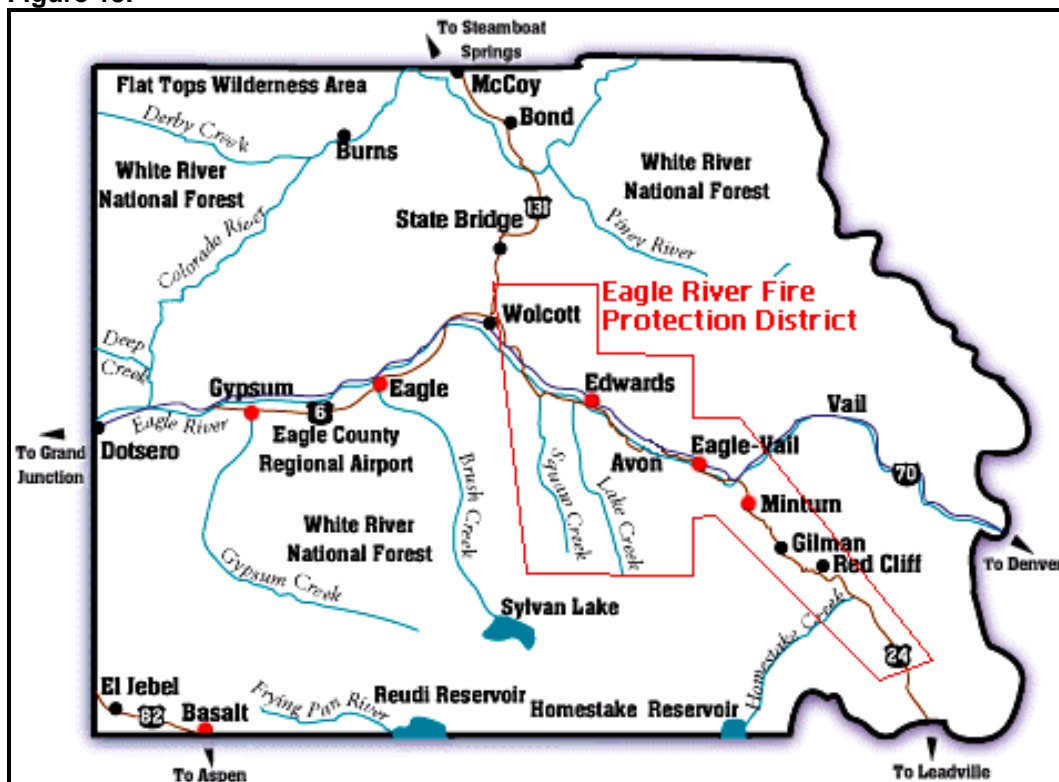 To Steamboat
Springs
Flat Tops Wilderness Area
McCoy
Derby Creek
Bond
Burns
White River
National Forest
White River
National Forest
Colorado River
State Bridge
131
Piney River
Eagle River Fire
Protection District
Wolcott
Deep
Creek
Gypsum
Eagle
Edwards
Vail
Eagle River
6
To Grand
Junction
Dotsero
Eagle County
Regional Airport
Avon
Eagle-Vail
70
Brush Creek
Squaw Creek
Lake Creek
Minturn
White River
National Forest
Gilman
Red Cliff
To Denver
Gypsum Creek
Sylvan Lake
Homestake Creek
24
El Jebel
82
Basalt
Frying Pan River
Reudi Reservoir
Homestake Reservoir
To Aspen
To Leadville